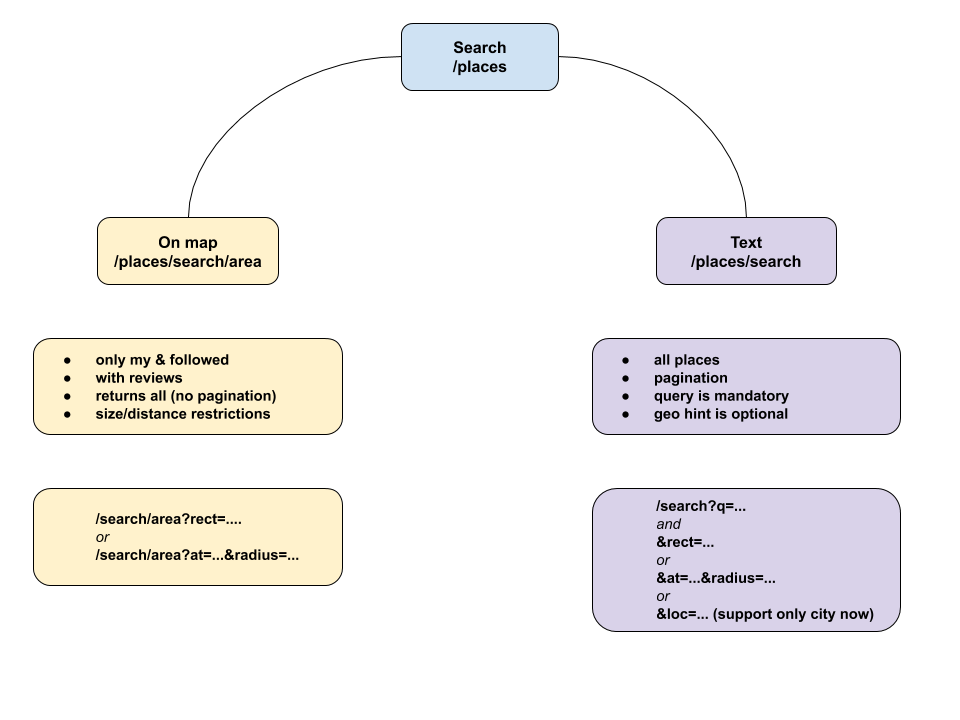 Search
/places
On map
/places/search/area
Text
/places/search
● only my & followed
● with reviews
● returns all (no pagination)
● size/distance restrictions
● all places
● pagination
● query is mandatory
● geo hint is optional
/search/area?rect=....
or
/search/area?at=...&radius=...
/search?q=...
and
&rect=...
or
&at=...&radius=...
or
&loc=... (support only city now)